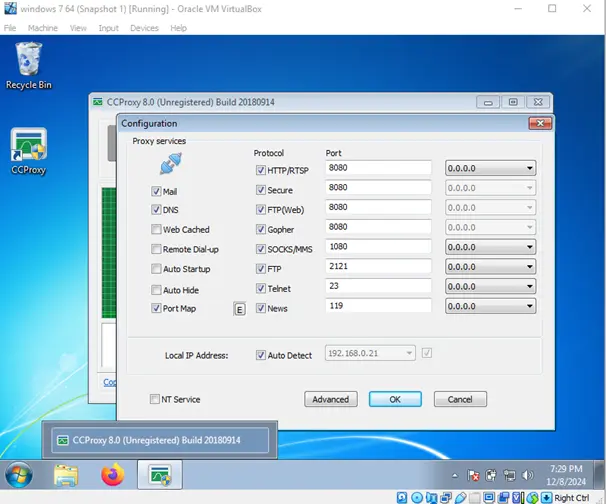 windows 7 64 (Snapshot 1) [Running] - Oracle VM VirtualBox
File Machine View Input Devices Help
Recycle Bin
CCProxy
CCProxy 8.0 (Unregistered) Build 20180914
Configuration
Proxy services
Protocol Port
HTTP/RTSP 8080 0.0.0.0
Mail Secure 8080 0.0.0.0
DNS FTP(Web) 8080 0.0.0.0
Web Cached Gopher 8080 0.0.0.0
Remote Dial-up SOCKS/MMS 1080 0.0.0.0
Auto Startup FTP 2121 0.0.0.0
Auto Hide Telnet 23 0.0.0.0
Port Map E News 119 0.0.0.0
Local IP Address: Auto Detect 192.168.0.21
NT Service Advanced OK Cancel
CCProxy 8.0 (Unregistered) Build 20180914
7:29 PM
12/8/2024
Right Ctrl